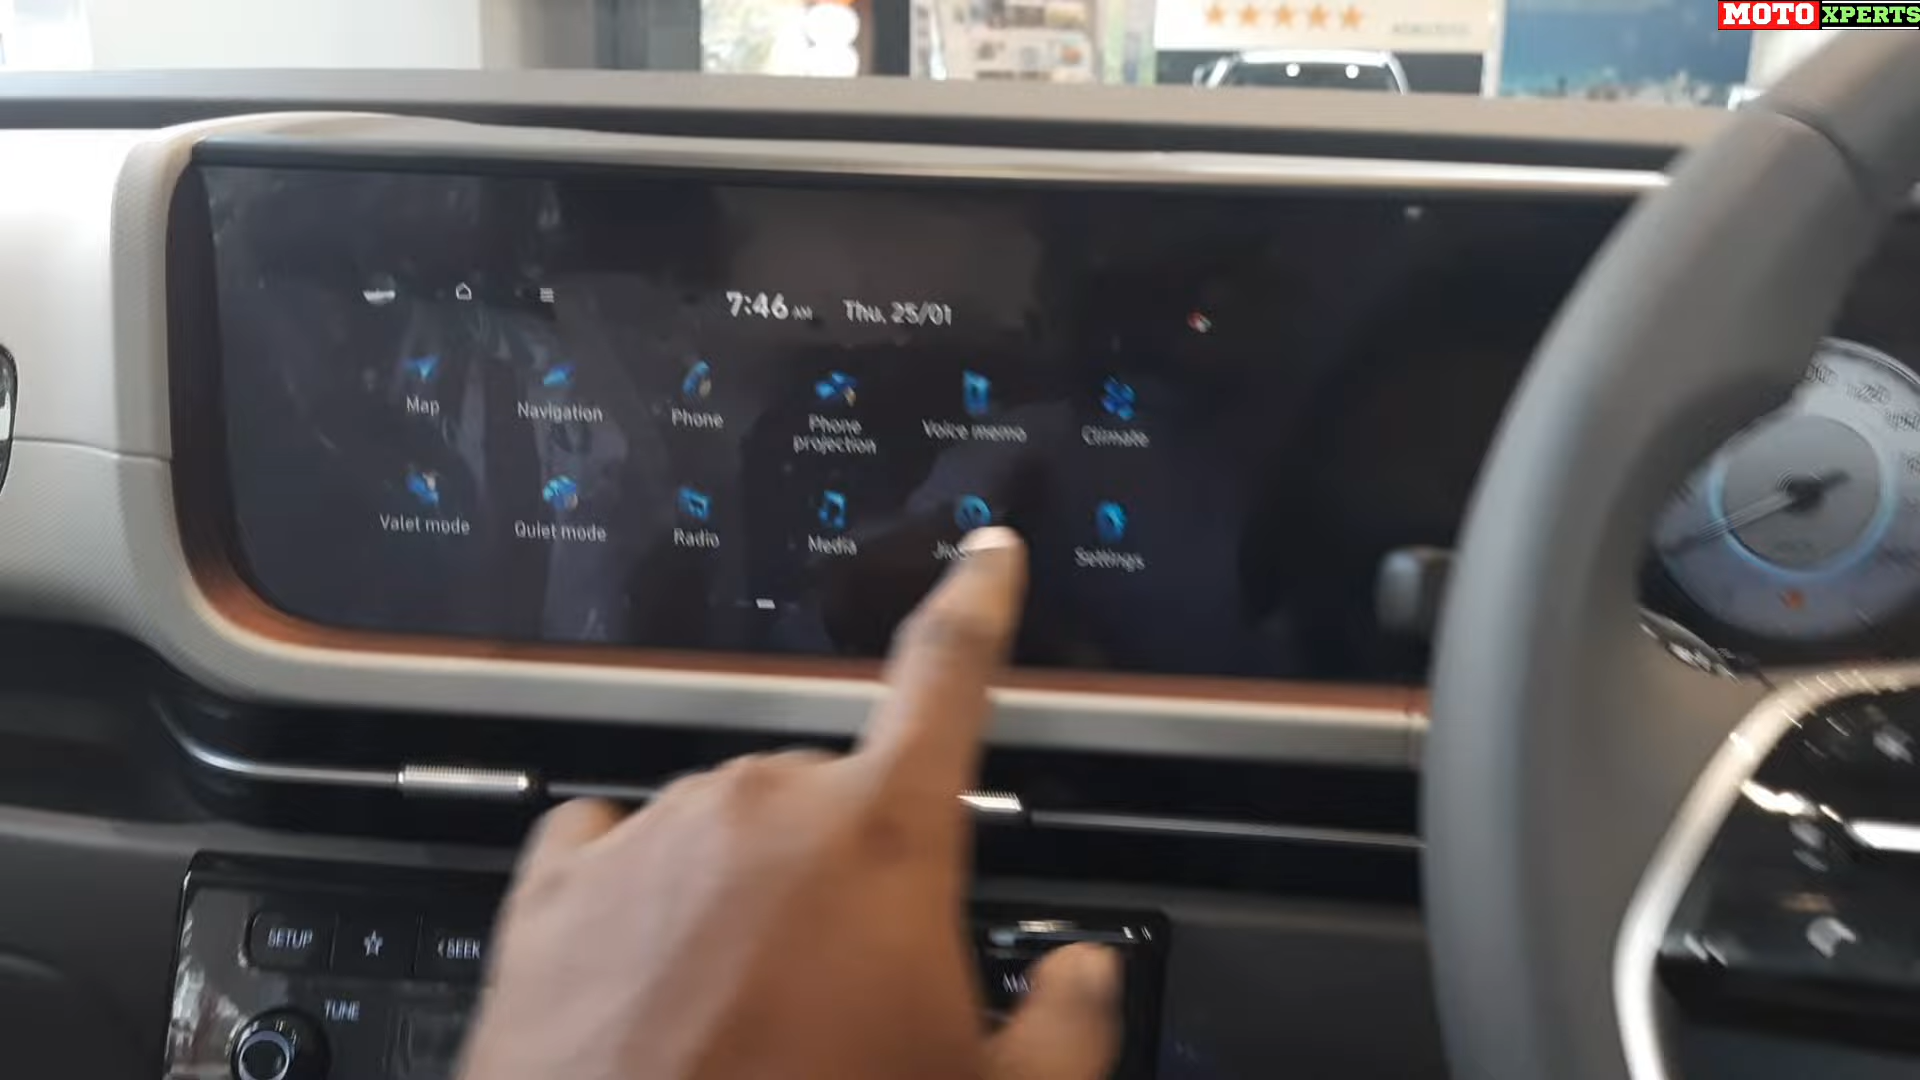 MOTO XPERTS
7:46 AM Thu, 25/01
Map Navigation Phone Phone projection Voice memo Climate
Valet mode Quiet mode Radio Media Settings
SETUP SEEK
TUNE